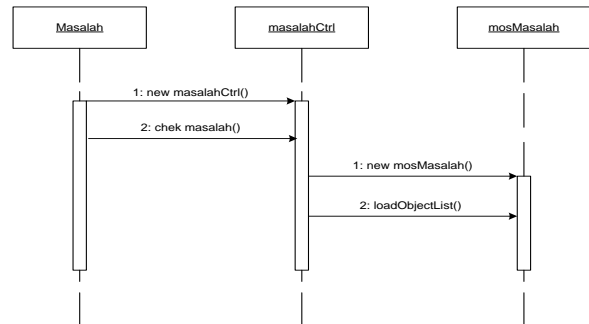 Masalah
masalahCtrl
mosMasalah
1: new masalahCtrl()
2: chek masalah()
1: new mosMasalah()
2: loadObjectList()